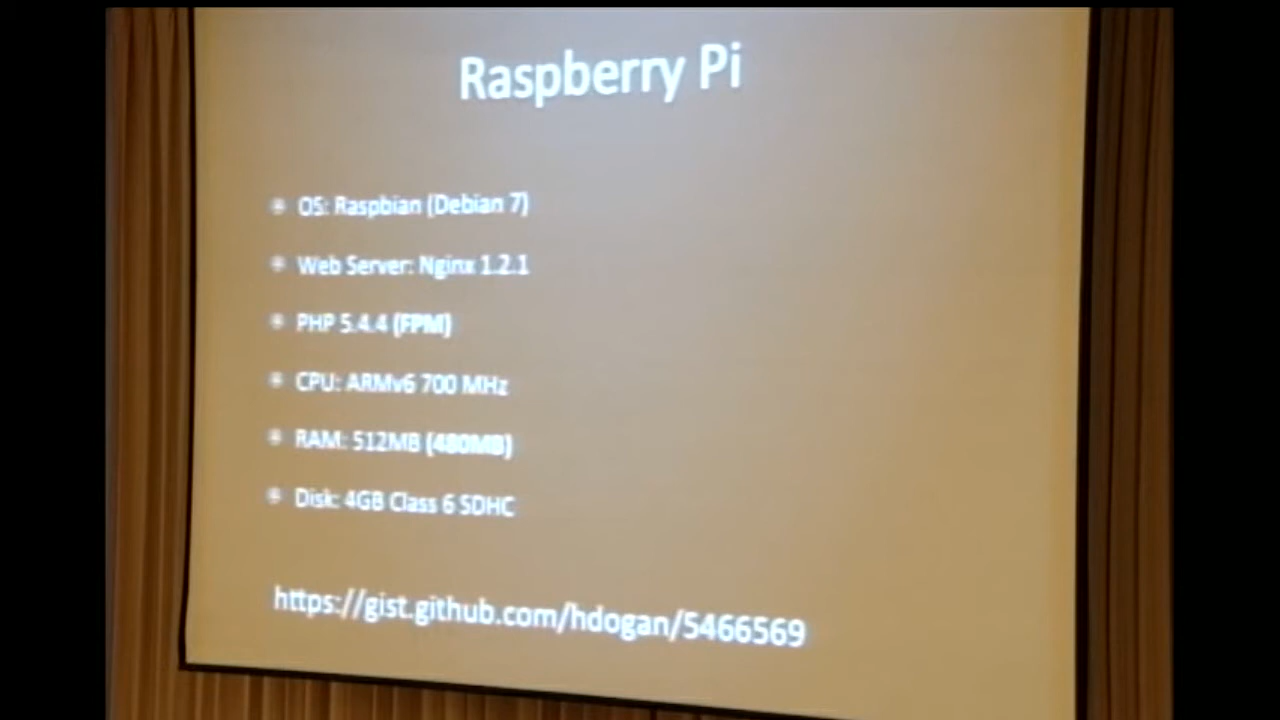 Raspberry Pi
OS: Raspbian (Debian 7)
Web Server: Nginx 1.2.1
PHP 5.4.4 (FPM)
CPU: ARMv6 700 MHz
RAM: 512MB (480MB)
Disk: 4GB Class 6 SDHC
https://gist.github.com/hdogan/5466569